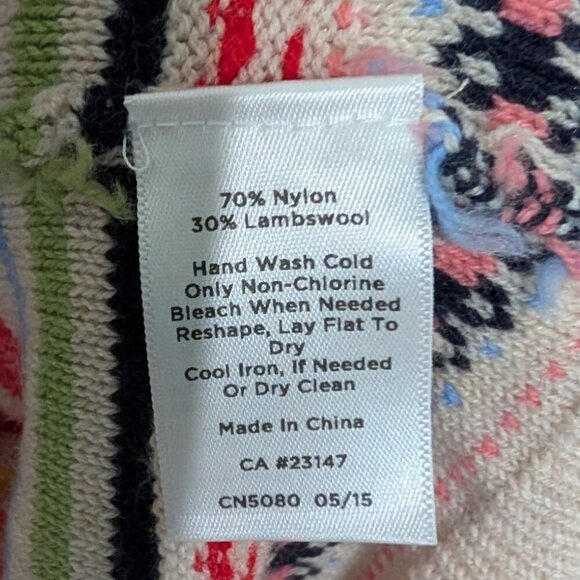 70% Nylon
30% Lambswool
Hand Wash Cold
Only Non-Chlorine
Bleach When Needed
Reshape, Lay Flat To
Dry
Cool Iron, If Needed
Or Dry Clean
Made In China
CA #23147
CN5080 05/15